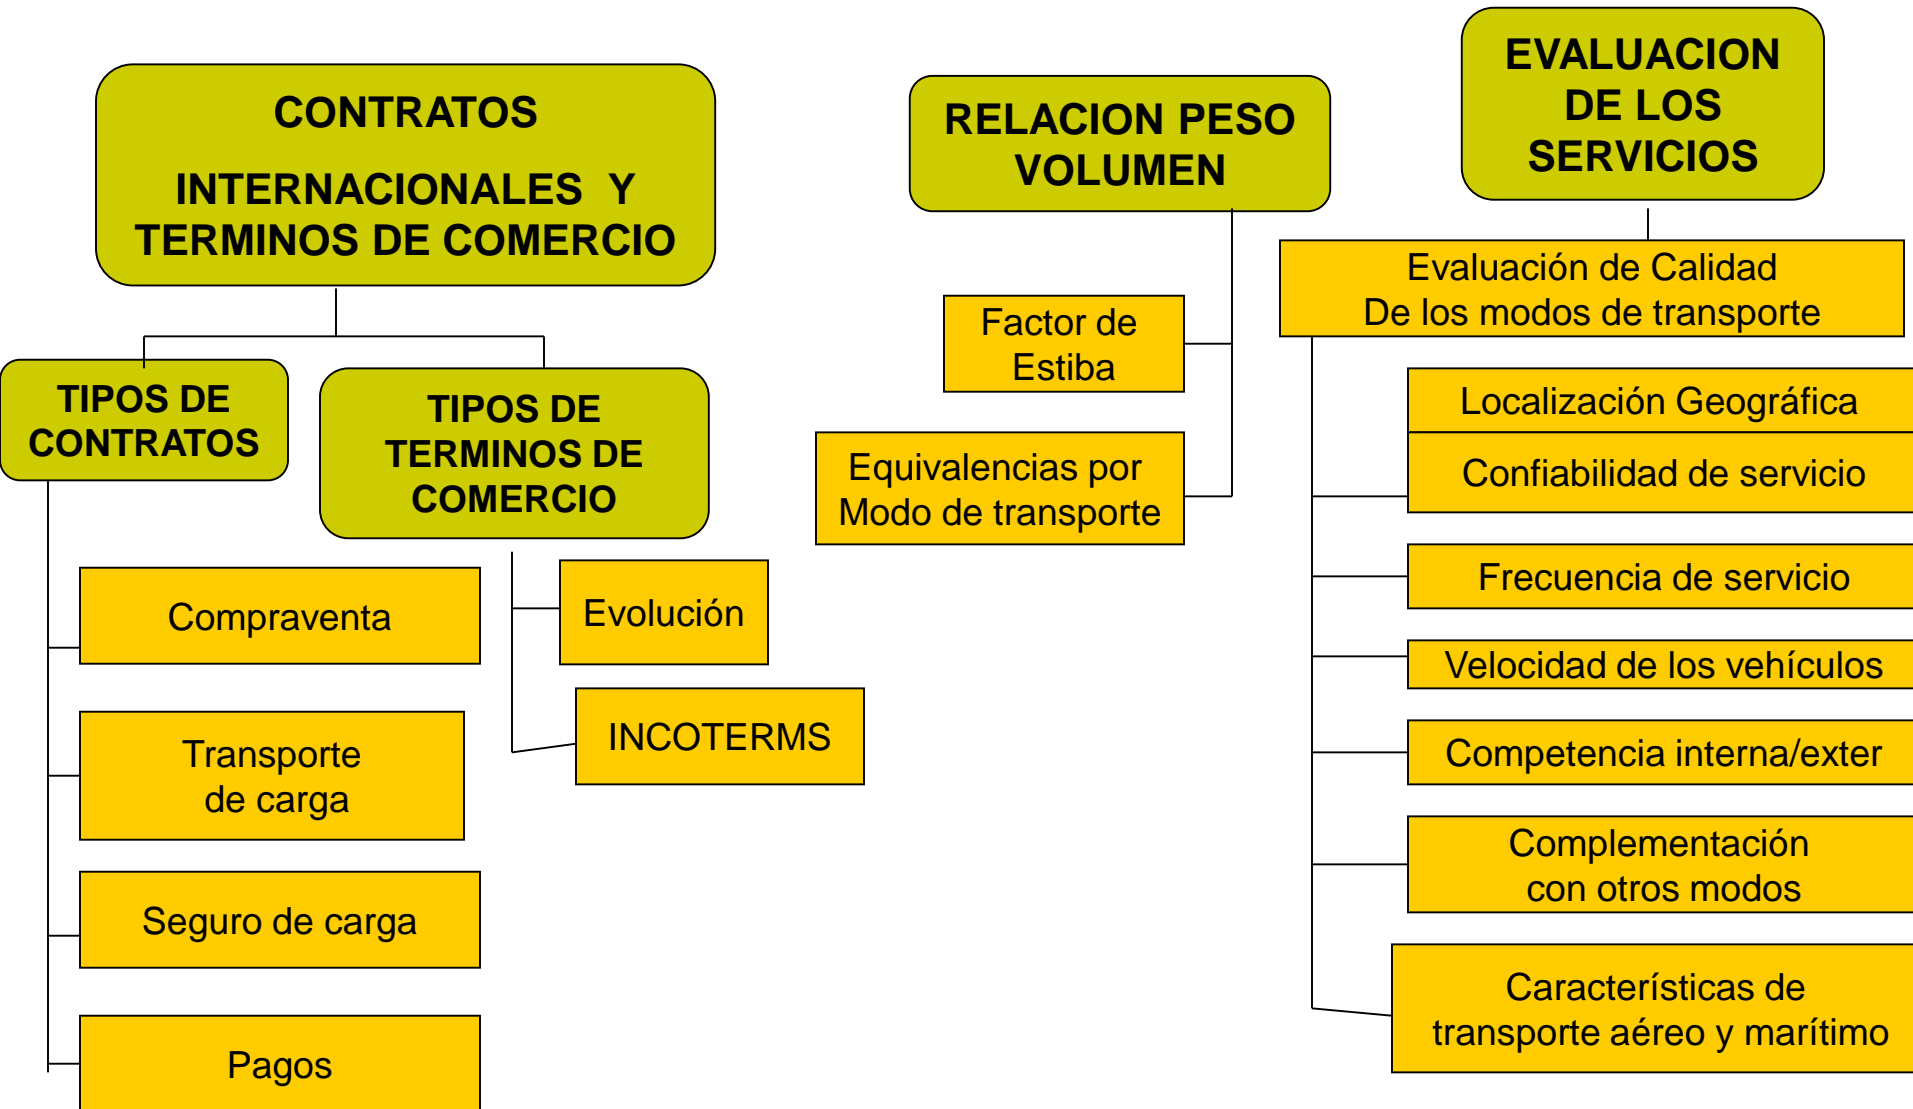 CONTRATOS
INTERNACIONALES Y
TERMINOS DE COMERCIO
TIPOS DE
CONTRATOS
Compraventa
Transporte
de carga
Seguro de carga
Pagos
TIPOS DE
TERMINOS DE
COMERCIO
Evolución
INCOTERMS
RELACION PESO
VOLUMEN
Factor de
Estiba
Equivalencias por
Modo de transporte
EVALUACION
DE LOS
SERVICIOS
Evaluación de Calidad
De los modos de transporte
Localización Geográfica
Confiabilidad de servicio
Frecuencia de servicio
Velocidad de los vehículos
Competencia interna/exter
Complementación
con otros modos
Características de
transporte aéreo y marítimo